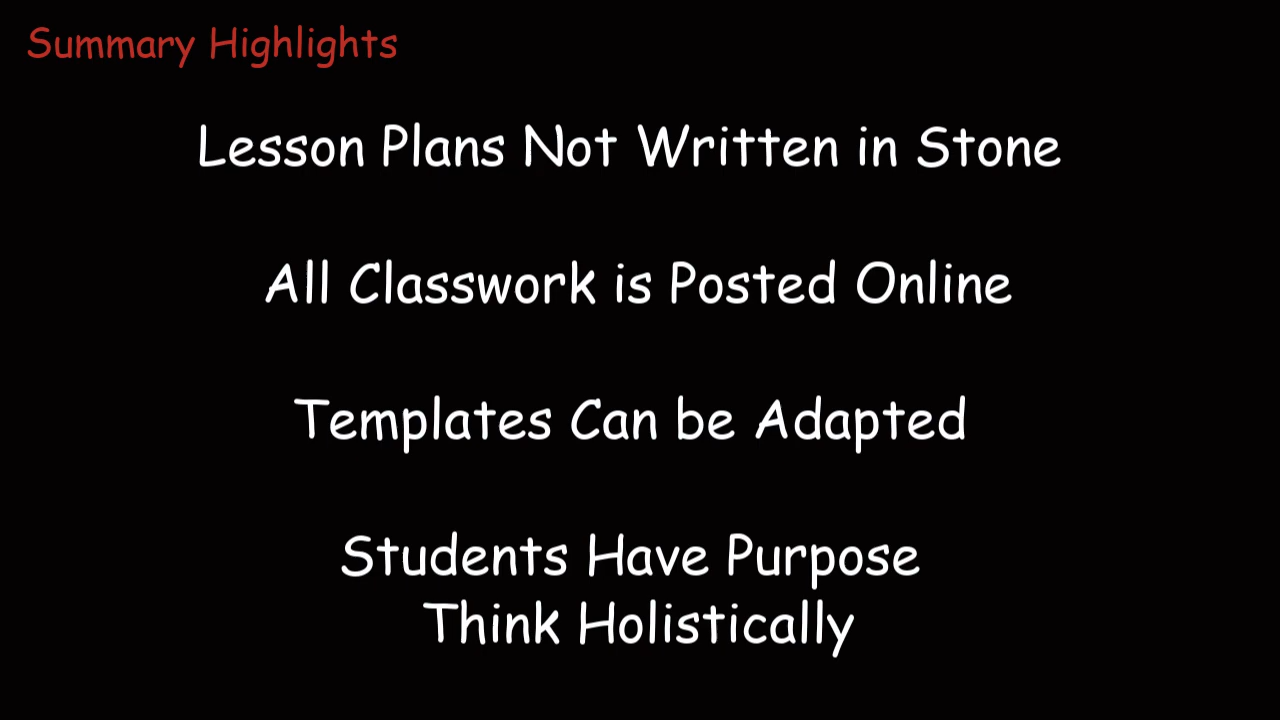 Summary Highlights
Lesson Plans Not Written in Stone
All Classwork is Posted Online
Templates Can be Adapted
Students Have Purpose
Think Holistically